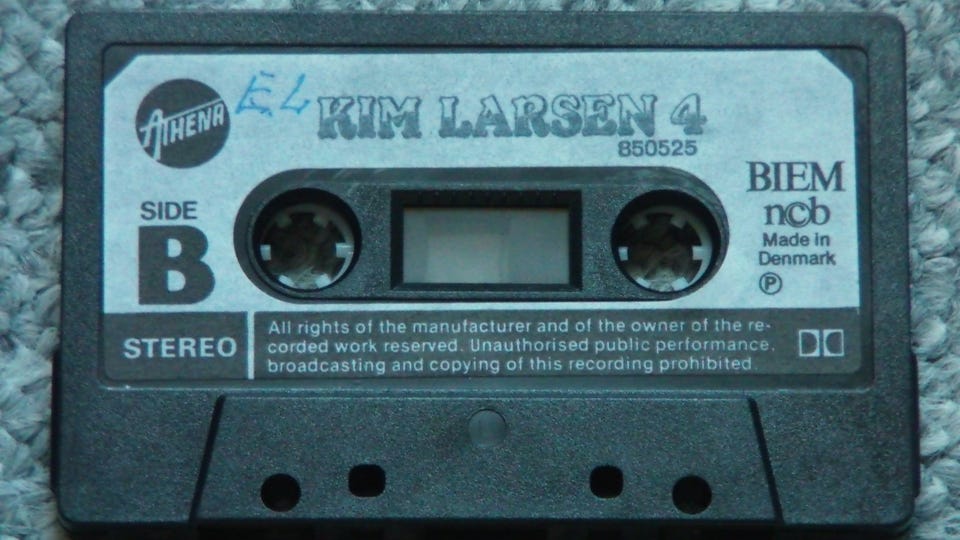 ATHENA
EL
KIM LARSEN 4
850525
BIEM
ncb
Made in
Denmark
Ⓟ
SIDE
B
STEREO
All rights of the manufacturer and of the owner of the re-
corded work reserved. Unauthorised public performance,
broadcasting and copying of this recording prohibited